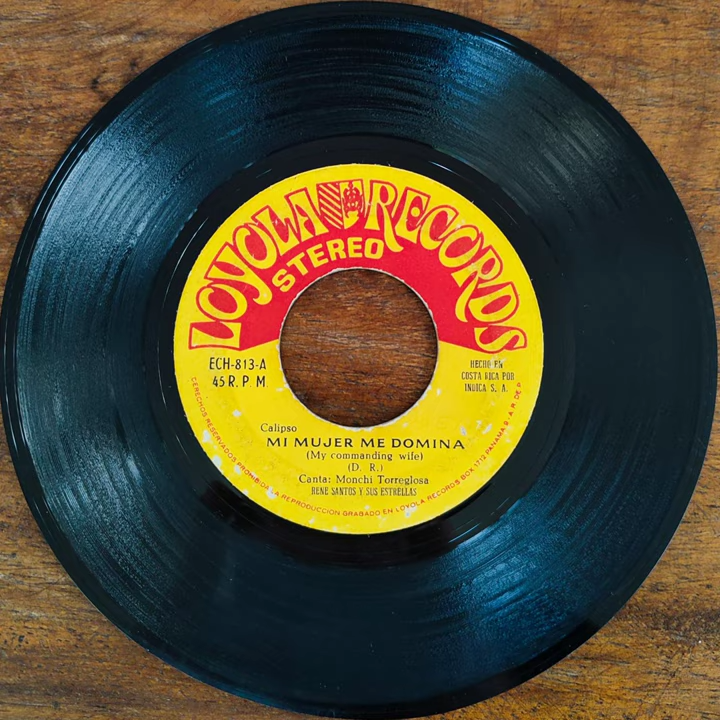 LOYOLA RECORDS
STEREO
ECH-813-A
45 R. P. M.
HECHO EN
COSTA RICA POR
INDICA S. A.
Calipso
MI MUJER ME DOMINA
(My commanding wife)
(D. R.)
Canta: Monchi Torreglosa
RENE SANTOS Y SUS ESTRELLAS
DERECHOS RESERVADOS PROHIBIDA LA REPRODUCCION GRABADO EN LOYOLA RECORDS BOX 1712 PANAMA 9 A. R. DE P.